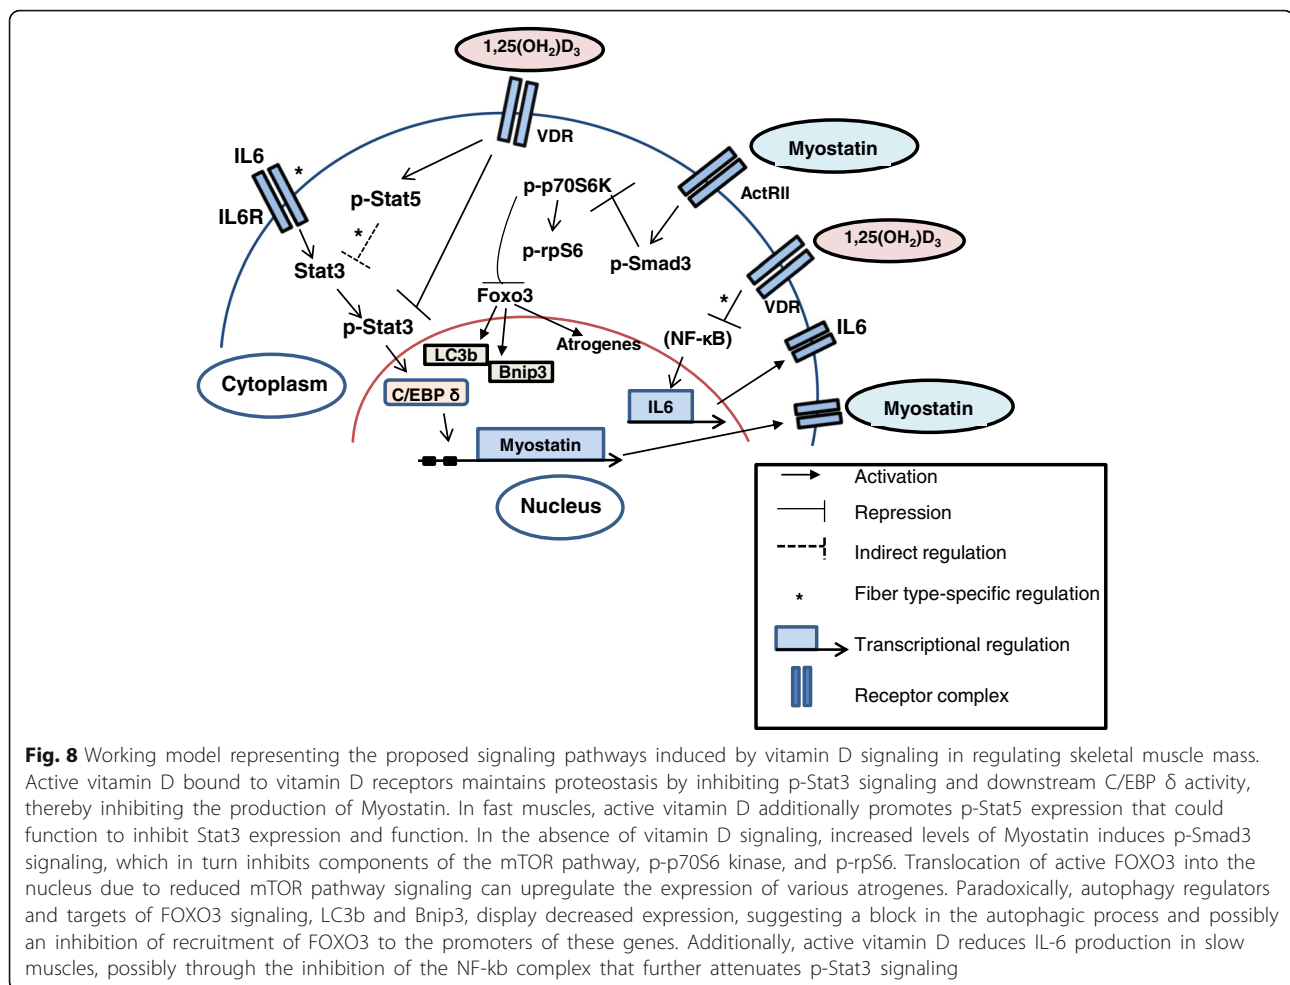 1,25(OH₂)D₃
VDR
IL6
*
IL6R
p-Stat5
*
Stat3
p-Stat3
p-p70S6K
p-rpS6
p-Smad3
ActRII
Myostatin
1,25(OH₂)D₃
VDR
*
(NF-κB)
IL6
Foxo3
Atrogenes
LC3b
Bnip3
Cytoplasm
C/EBP δ
IL6
Myostatin
Myostatin
Nucleus
Activation
Repression
Indirect regulation
* Fiber type-specific regulation
Transcriptional regulation
Receptor complex
Fig. 8 Working model representing the proposed signaling pathways induced by vitamin D signaling in regulating skeletal muscle mass.
Active vitamin D bound to vitamin D receptors maintains proteostasis by inhibiting p-Stat3 signaling and downstream C/EBP δ activity,
thereby inhibiting the production of Myostatin. In fast muscles, active vitamin D additionally promotes p-Stat5 expression that could
function to inhibit Stat3 expression and function. In the absence of vitamin D signaling, increased levels of Myostatin induces p-Smad3
signaling, which in turn inhibits components of the mTOR pathway, p-p70S6 kinase, and p-rpS6. Translocation of active FOXO3 into the
nucleus due to reduced mTOR pathway signaling can upregulate the expression of various atrogenes. Paradoxically, autophagy regulators
and targets of FOXO3 signaling, LC3b and Bnip3, display decreased expression, suggesting a block in the autophagic process and possibly
an inhibition of recruitment of FOXO3 to the promoters of these genes. Additionally, active vitamin D reduces IL-6 production in slow
muscles, possibly through the inhibition of the NF-kb complex that further attenuates p-Stat3 signaling